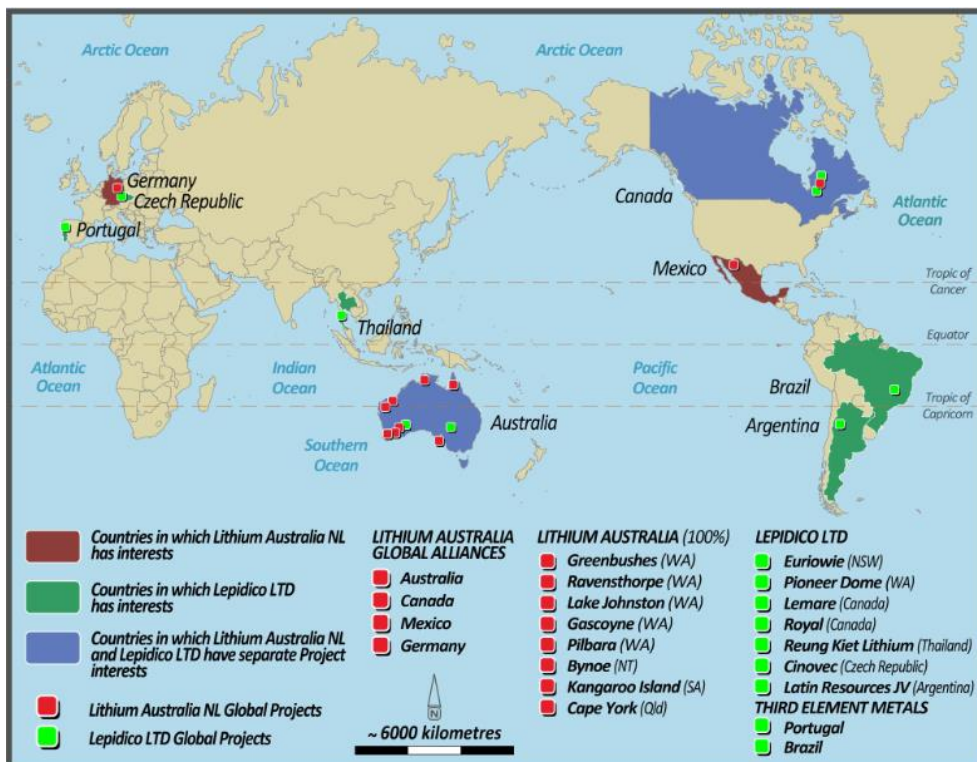 Arctic Ocean
Arctic Ocean
Germany
Czech Republic
Portugal
Canada
Atlantic
Ocean
Mexico
Tropic of
Cancer
Thailand
Equator
Atlantic
Ocean
Indian
Ocean
Pacific
Ocean
Brazil
Tropic of
Capricorn
Australia
Argentina
Southern
Ocean
Countries in which Lithium Australia NL
has interests
Countries in which Lepidico LTD
has interests
Countries in which Lithium Australia NL
and Lepidico LTD have separate Project
interests
Lithium Australia NL Global Projects
Lepidico LTD Global Projects
LITHIUM AUSTRALIA
GLOBAL ALLIANCES
Australia
Canada
Mexico
Germany
N
~ 6000 kilometres
LITHIUM AUSTRALIA (100%)
Greenbushes (WA)
Ravensthorpe (WA)
Lake Johnston (WA)
Gascoyne (WA)
Pilbara (WA)
Bynoe (NT)
Kangaroo Island (SA)
Cape York (Qld)
LEPIDICO LTD
Euriowie (NSW)
Pioneer Dome (WA)
Lemare (Canada)
Royal (Canada)
Reung Kiet Lithium (Thailand)
Cinovec (Czech Republic)
Latin Resources JV (Argentina)
THIRD ELEMENT METALS
Portugal
Brazil